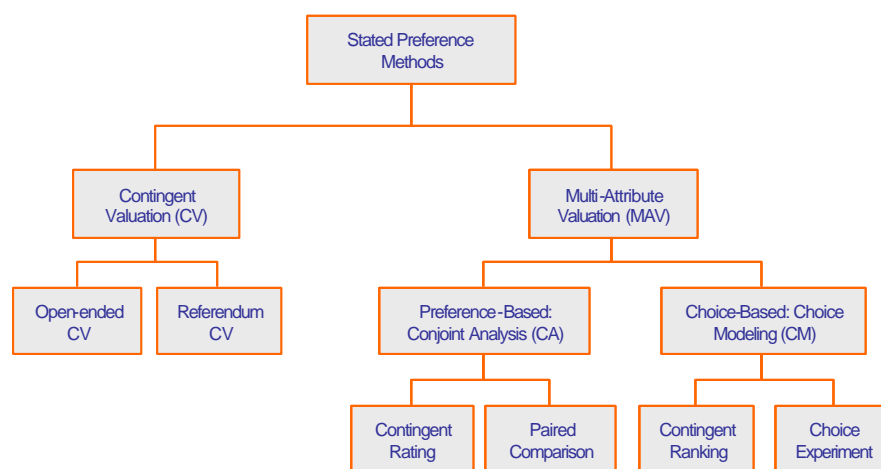 Stated Preference
Methods
Contingent
Valuation (CV)
Multi-Attribute
Valuation (MAV)
Open-ended
CV
Referendum
CV
Preference-Based:
Conjoint Analysis (CA)
Choice-Based: Choice
Modeling (CM)
Contingent
Rating
Paired
Comparison
Contingent
Ranking
Choice
Experiment